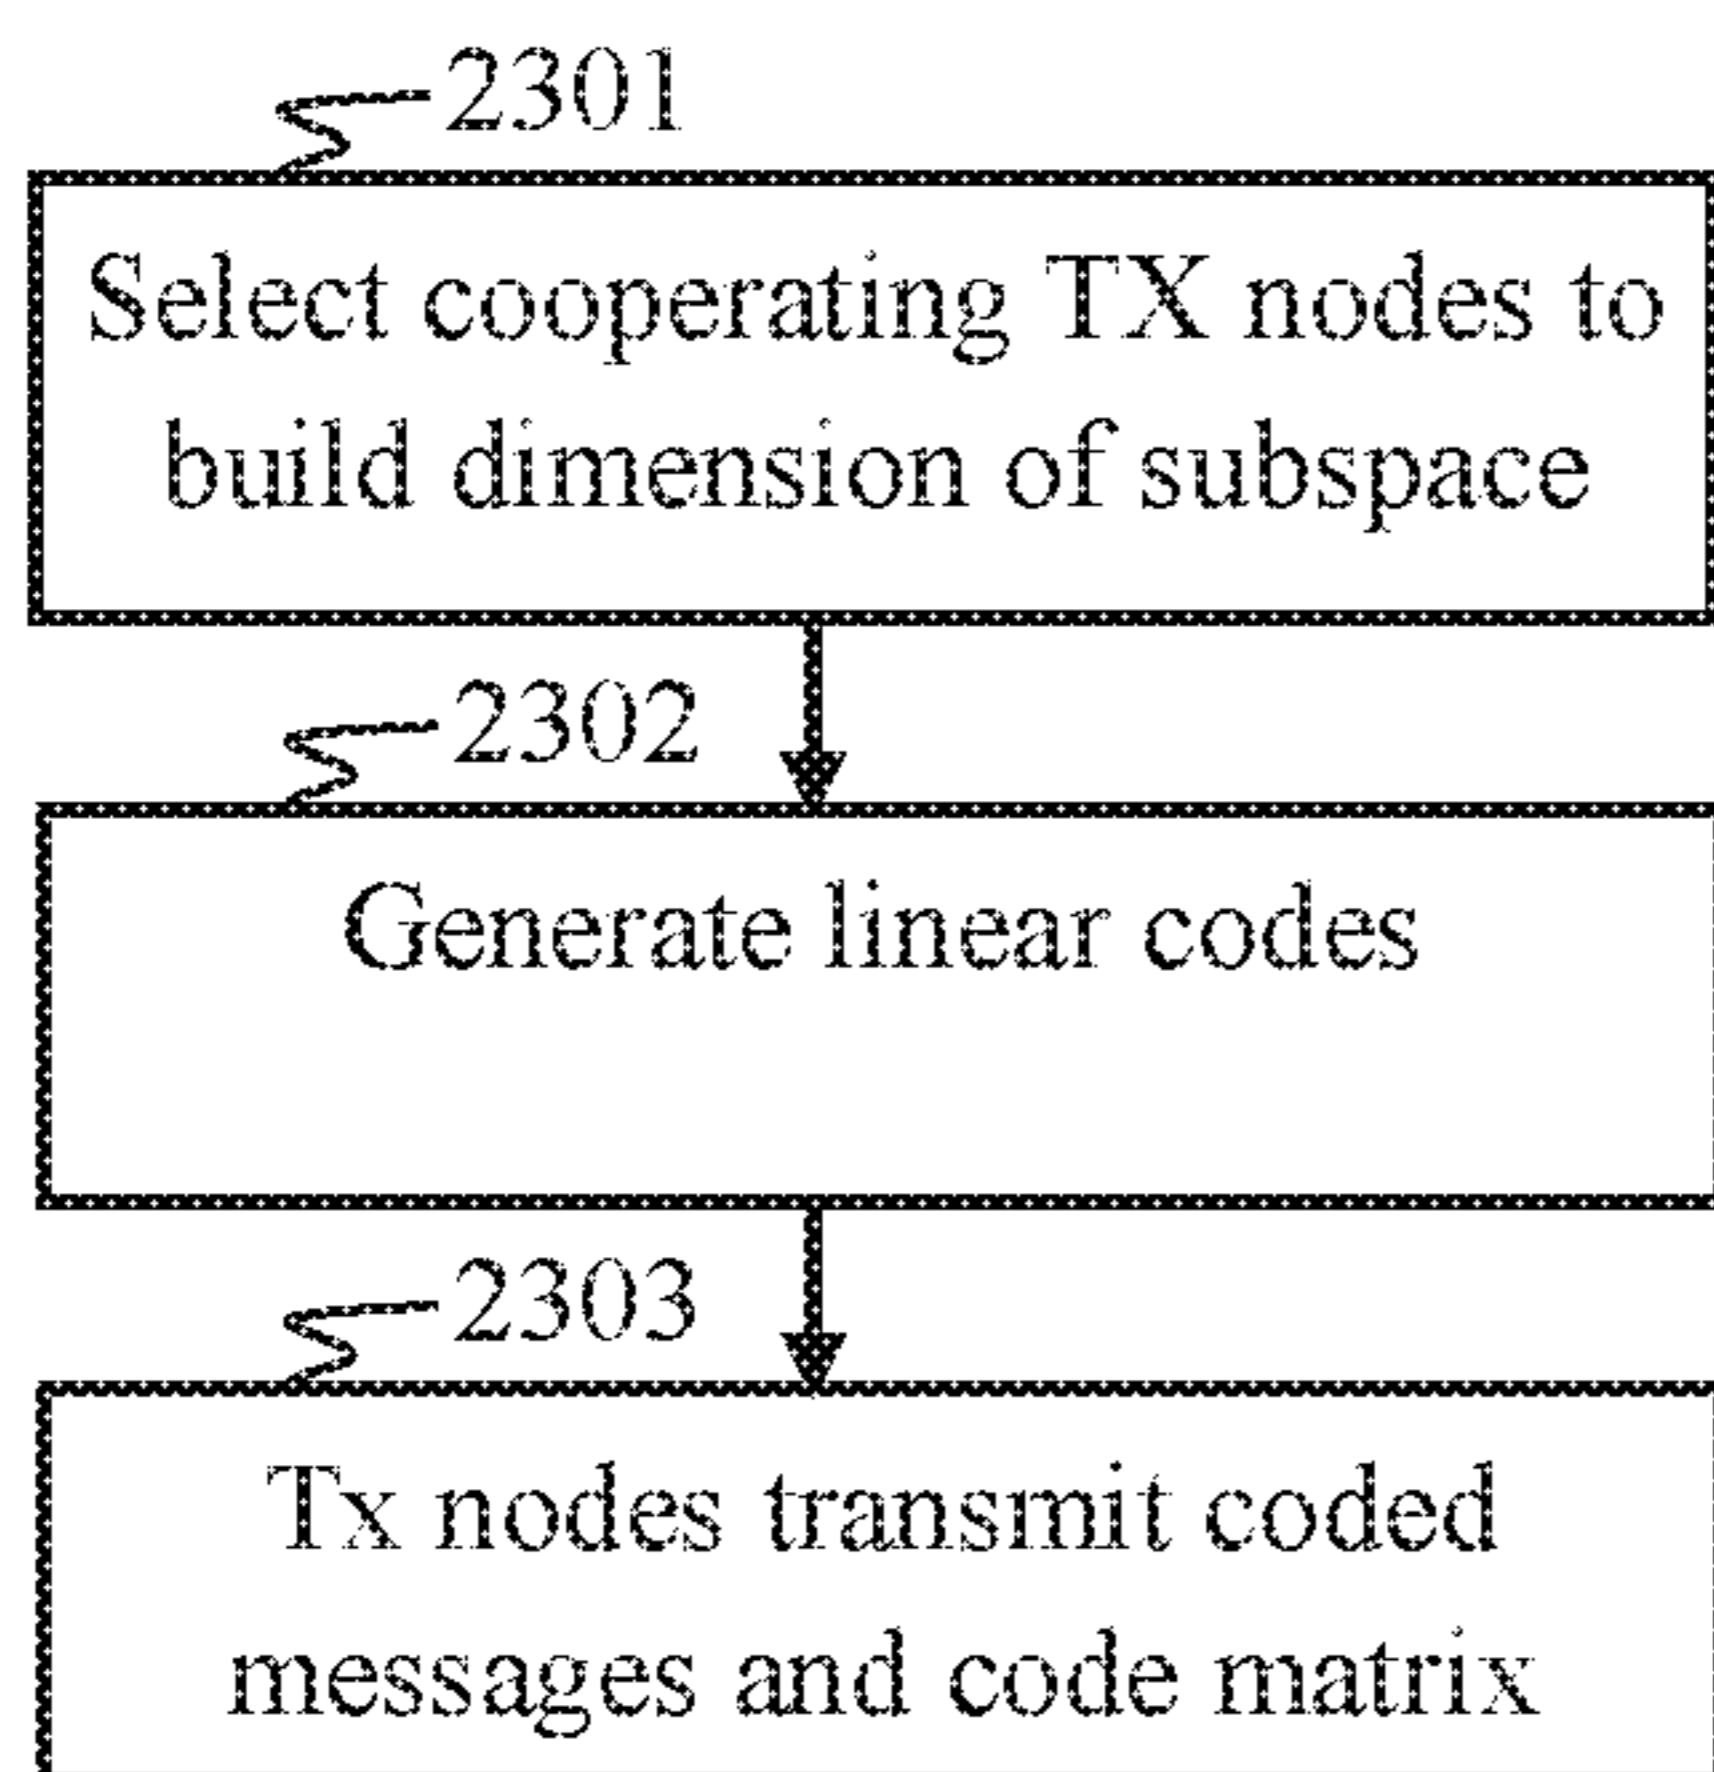 2301
Select cooperating TX nodes to
build dimension of subspace
2302
Generate linear codes
2303
Tx nodes transmit coded
messages and code matrix